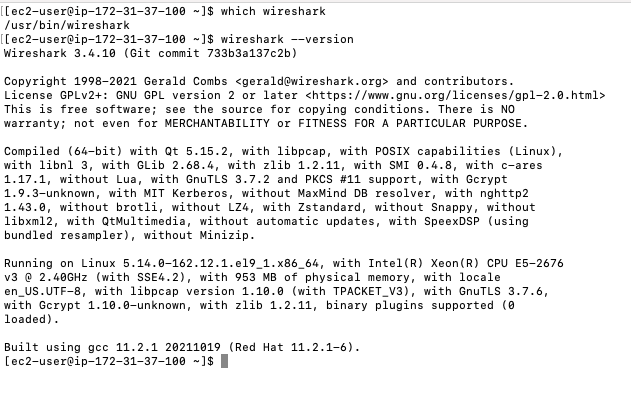 [[ec2-user@ip-172-31-37-100 ~]$ which wireshark
/usr/bin/wireshark
[[ec2-user@ip-172-31-37-100 ~]$ wireshark --version
Wireshark 3.4.10 (Git commit 733b3a137c2b)
Copyright 1998-2021 Gerald Combs <gerald@wireshark.org> and contributors.
License GPLv2+: GNU GPL version 2 or later <https://www.gnu.org/licenses/gpl-2.0.html>
This is free software; see the source for copying conditions. There is NO
warranty; not even for MERCHANTABILITY or FITNESS FOR A PARTICULAR PURPOSE.
Compiled (64-bit) with Qt 5.15.2, with libpcap, with POSIX capabilities (Linux),
with libnl 3, with GLib 2.68.4, with zlib 1.2.11, with SMI 0.4.8, with c-ares
1.17.1, without Lua, with GnuTLS 3.7.2 and PKCS #11 support, with Gcrypt
1.9.3-unknown, with MIT Kerberos, without MaxMind DB resolver, with nghttp2
1.43.0, without brotli, without LZ4, with Zstandard, without Snappy, without
libxml2, with QtMultimedia, without automatic updates, with SpeexDSP (using
bundled resampler), without Minizip.
Running on Linux 5.14.0-162.12.1.el9_1.x86_64, with Intel(R) Xeon(R) CPU E5-2676
v3 @ 2.40GHz (with SSE4.2), with 953 MB of physical memory, with locale
en_US.UTF-8, with libpcap version 1.10.0 (with TPACKET_V3), with GnuTLS 3.7.6,
with Gcrypt 1.10.0-unknown, with zlib 1.2.11, binary plugins supported (0
loaded).
Built using gcc 11.2.1 20211019 (Red Hat 11.2.1-6).
[ec2-user@ip-172-31-37-100 ~]$